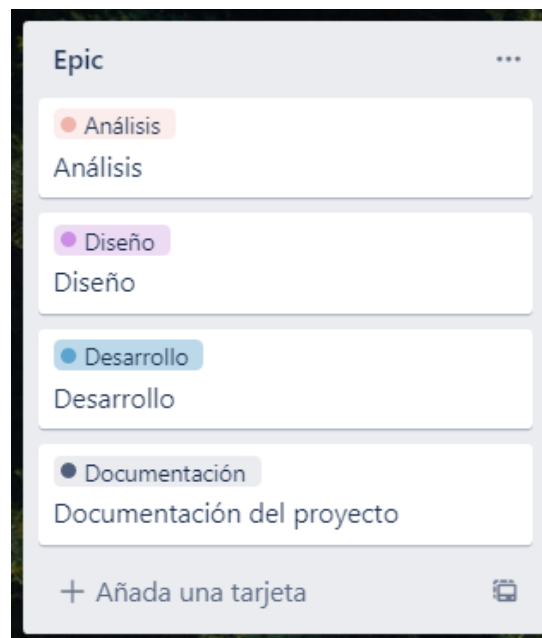 Epic
Análisis
Análisis
Diseño
Diseño
Desarrollo
Desarrollo
Documentación
Documentación del proyecto
Añada una tarjeta